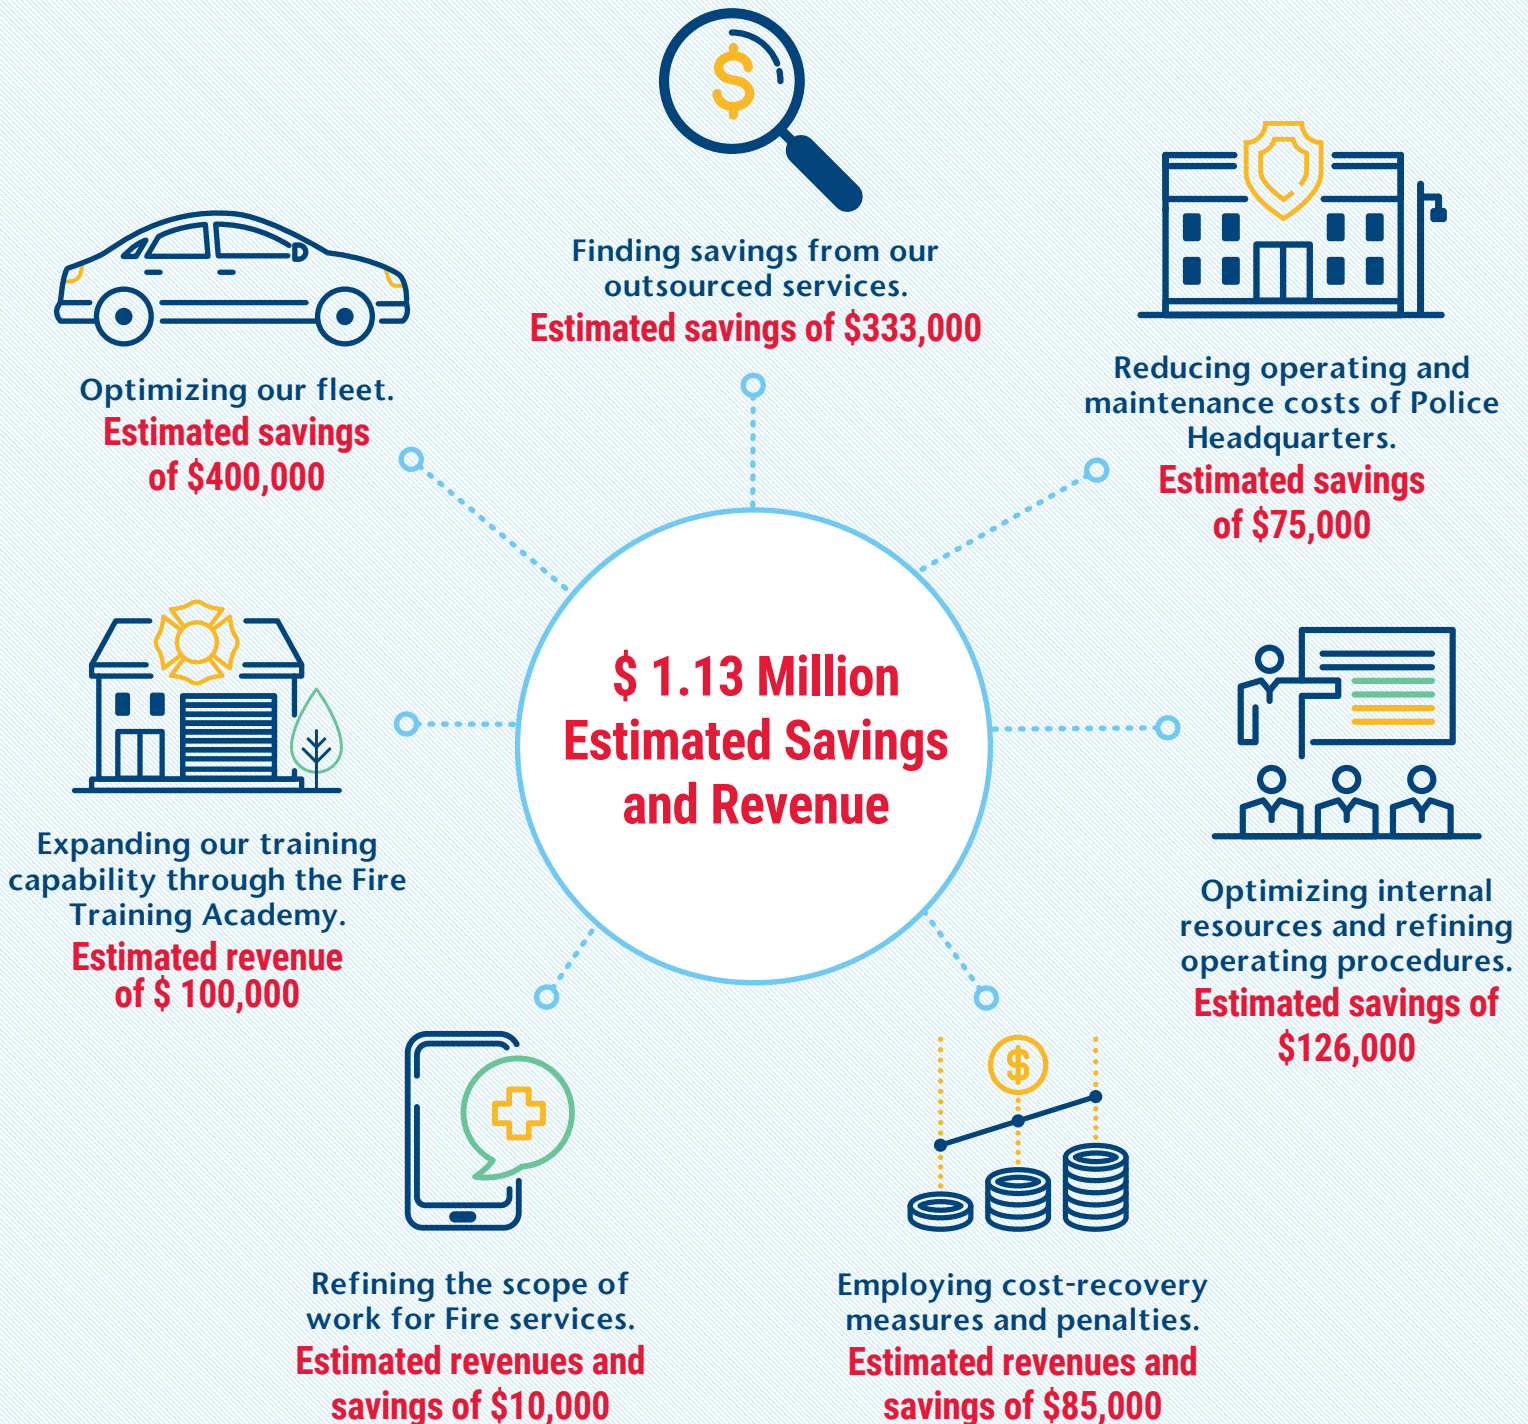 Finding savings from our
outsourced services.
Estimated savings of $333,000
Optimizing our fleet.
Estimated savings
of $400,000
Reducing operating and
maintenance costs of Police
Headquarters.
Estimated savings
of $75,000
$ 1.13 Million
Estimated Savings
and Revenue
Expanding our training
capability through the Fire
Training Academy.
Estimated revenue
of $ 100,000
Optimizing internal
resources and refining
operating procedures.
Estimated savings of
$126,000
Refining the scope of
work for Fire services.
Estimated revenues and
savings of $10,000
Employing cost-recovery
measures and penalties.
Estimated revenues and
savings of $85,000